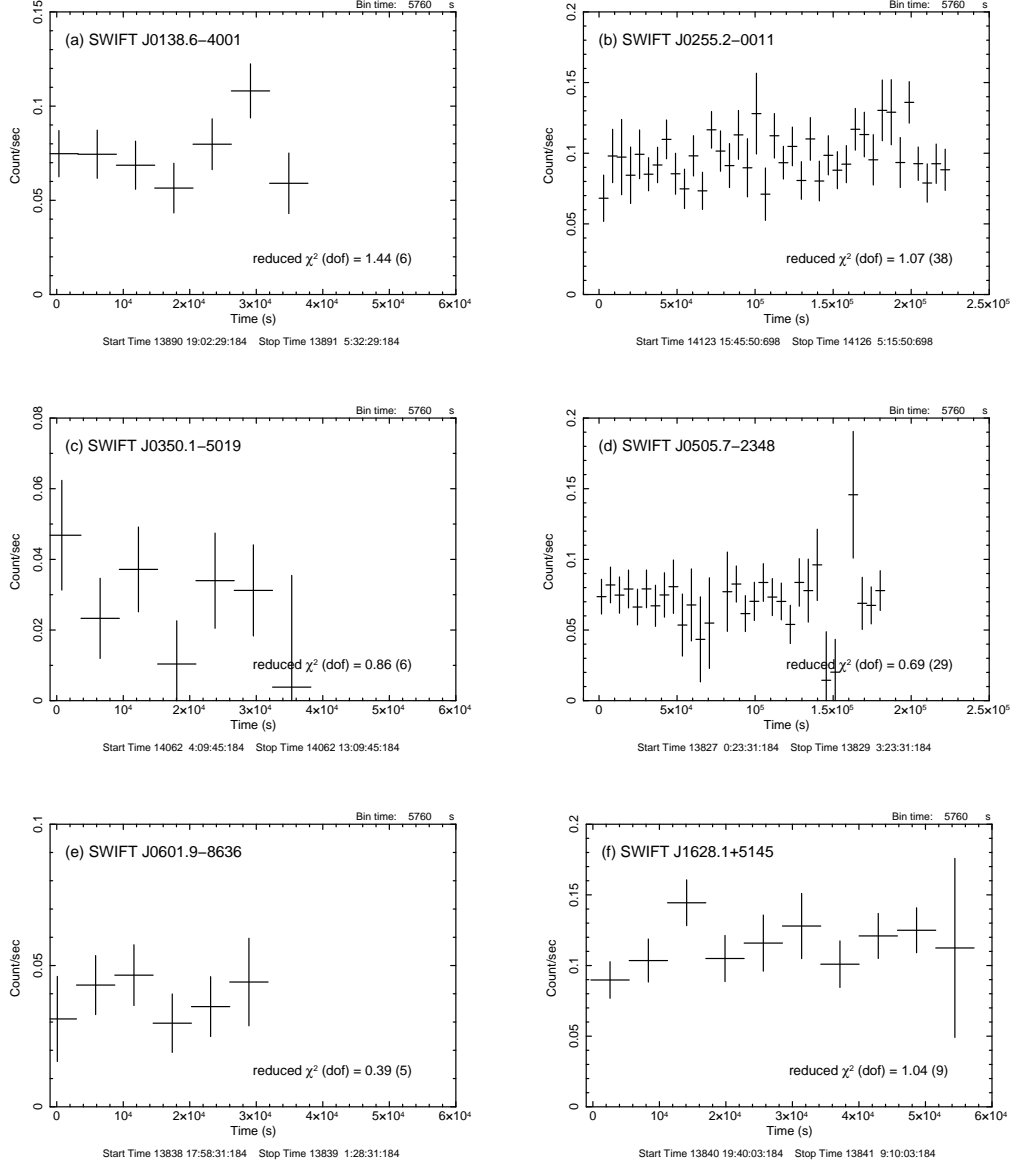 Bin time: 5760 s
(a) SWIFT J0138.6−4001
Count/sec
0 0.05 0.1 0.15
reduced χ² (dof) = 1.44 (6)
0 10⁴ 2×10⁴ 3×10⁴ 4×10⁴ 5×10⁴ 6×10⁴
Time (s)
Start Time 13890 19:02:29:184 Stop Time 13891 5:32:29:184
Bin time: 5760 s
(b) SWIFT J0255.2−0011
Count/sec
0 0.05 0.1 0.15 0.2
reduced χ² (dof) = 1.07 (38)
0 5×10⁴ 10⁵ 1.5×10⁵ 2×10⁵ 2.5×10⁵
Time (s)
Start Time 14123 15:45:50:698 Stop Time 14126 5:15:50:698
Bin time: 5760 s
(c) SWIFT J0350.1−5019
Count/sec
0 0.02 0.04 0.06 0.08
reduced χ² (dof) = 0.86 (6)
0 10⁴ 2×10⁴ 3×10⁴ 4×10⁴ 5×10⁴ 6×10⁴
Time (s)
Start Time 14062 4:09:45:184 Stop Time 14062 13:09:45:184
Bin time: 5760 s
(d) SWIFT J0505.7−2348
Count/sec
0 0.05 0.1 0.15 0.2
reduced χ² (dof) = 0.69 (29)
0 5×10⁴ 10⁵ 1.5×10⁵ 2×10⁵ 2.5×10⁵
Time (s)
Start Time 13827 0:23:31:184 Stop Time 13829 3:23:31:184
Bin time: 5760 s
(e) SWIFT J0601.9−8636
Count/sec
0 0.05 0.1
reduced χ² (dof) = 0.39 (5)
0 10⁴ 2×10⁴ 3×10⁴ 4×10⁴ 5×10⁴ 6×10⁴
Time (s)
Start Time 13838 17:58:31:184 Stop Time 13839 1:28:31:184
Bin time: 5760 s
(f) SWIFT J1628.1+5145
Count/sec
0 0.05 0.1 0.15 0.2
reduced χ² (dof) = 1.04 (9)
0 10⁴ 2×10⁴ 3×10⁴ 4×10⁴ 5×10⁴ 6×10⁴
Time (s)
Start Time 13840 19:40:03:184 Stop Time 13841 9:10:03:184